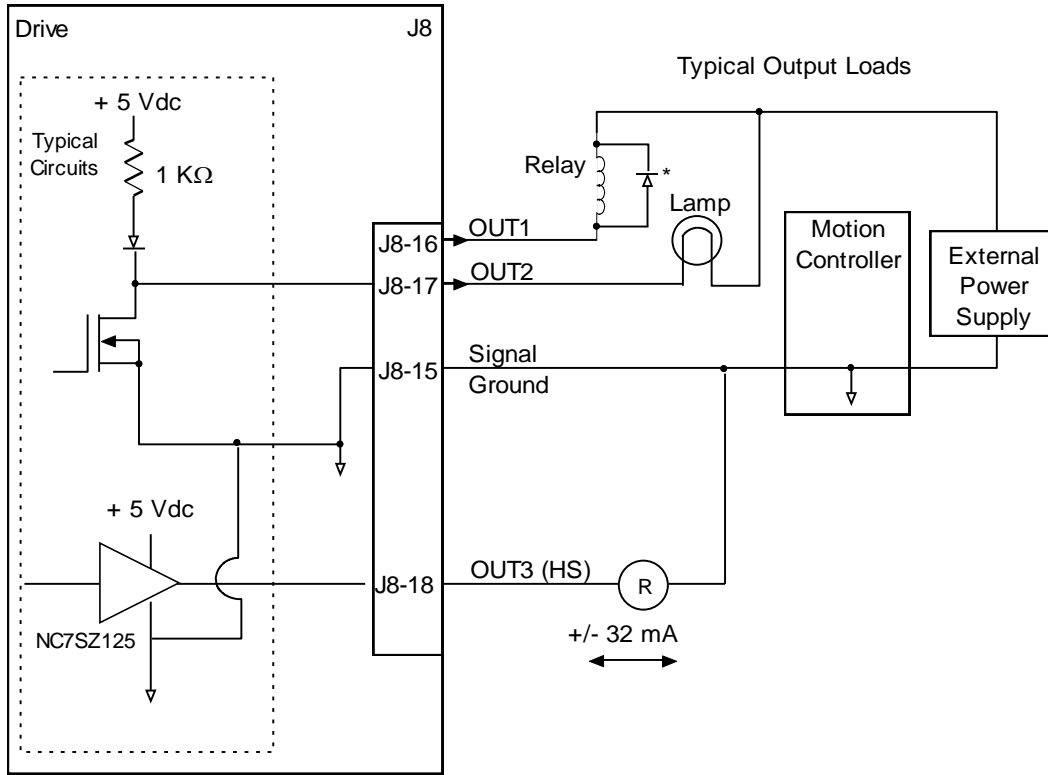 Drive
J8
Typical Output Loads
+ 5 Vdc
Typical
Circuits
1 KΩ
Relay
*
Lamp
J8-16
OUT1
J8-17
OUT2
Motion
Controller
External
Power
Supply
J8-15
Signal
Ground
+ 5 Vdc
J8-18
OUT3 (HS)
R
NC7SZ125
+/- 32 mA